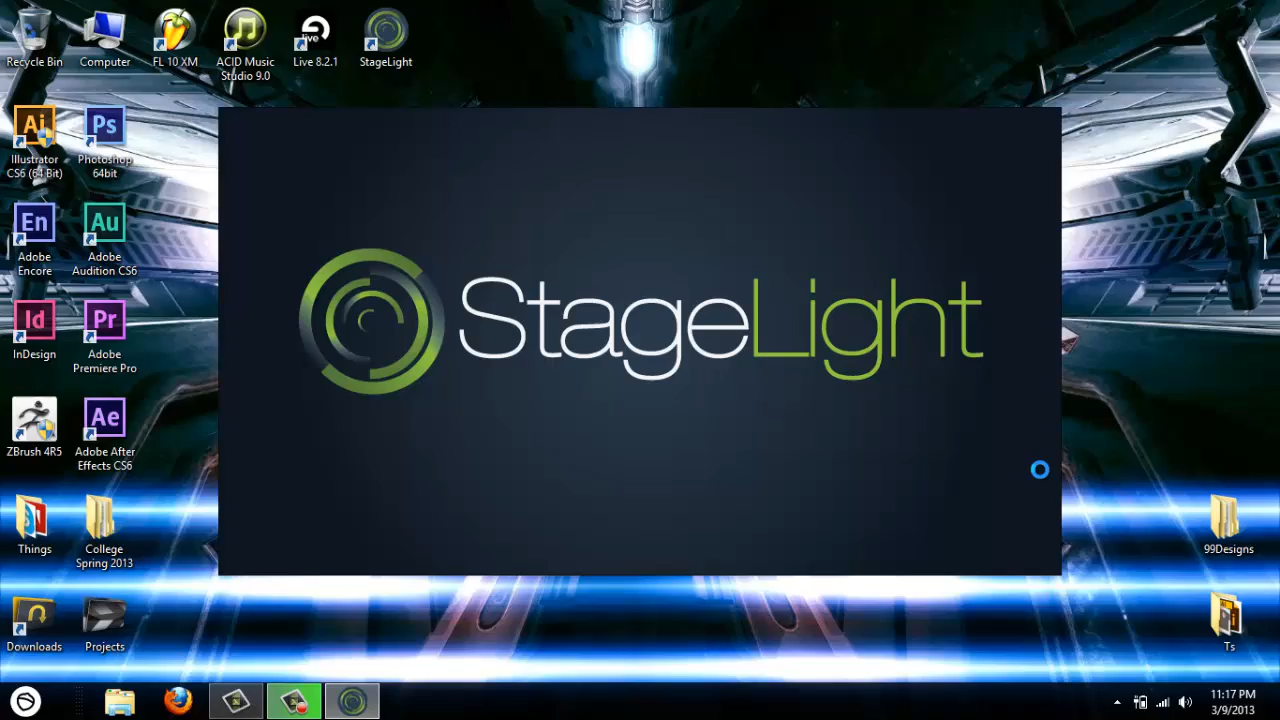 Recycle Bin
Computer
FL 10 XM
ACID Music
Studio 9.0
live
Live 8.2.1
StageLight
Ai
Illustrator
CS6 (64 Bit)
Ps
Photoshop
64bit
En
Adobe
Encore
Au
Adobe
Audition CS6
Id
InDesign
Pr
Adobe
Premiere Pro
ZBrush 4R5
Ae
Adobe After
Effects CS6
Things
College
Spring 2013
Downloads
Projects
StageLight
99Designs
Ts
11:17 PM
3/9/2013